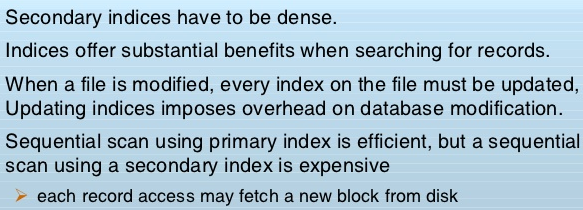 Secondary indices have to be dense.
Indices offer substantial benefits when searching for records.
When a file is modified, every index on the file must be updated,
Updating indices imposes overhead on database modification.
Sequential scan using primary index is efficient, but a sequential
scan using a secondary index is expensive
each record access may fetch a new block from disk